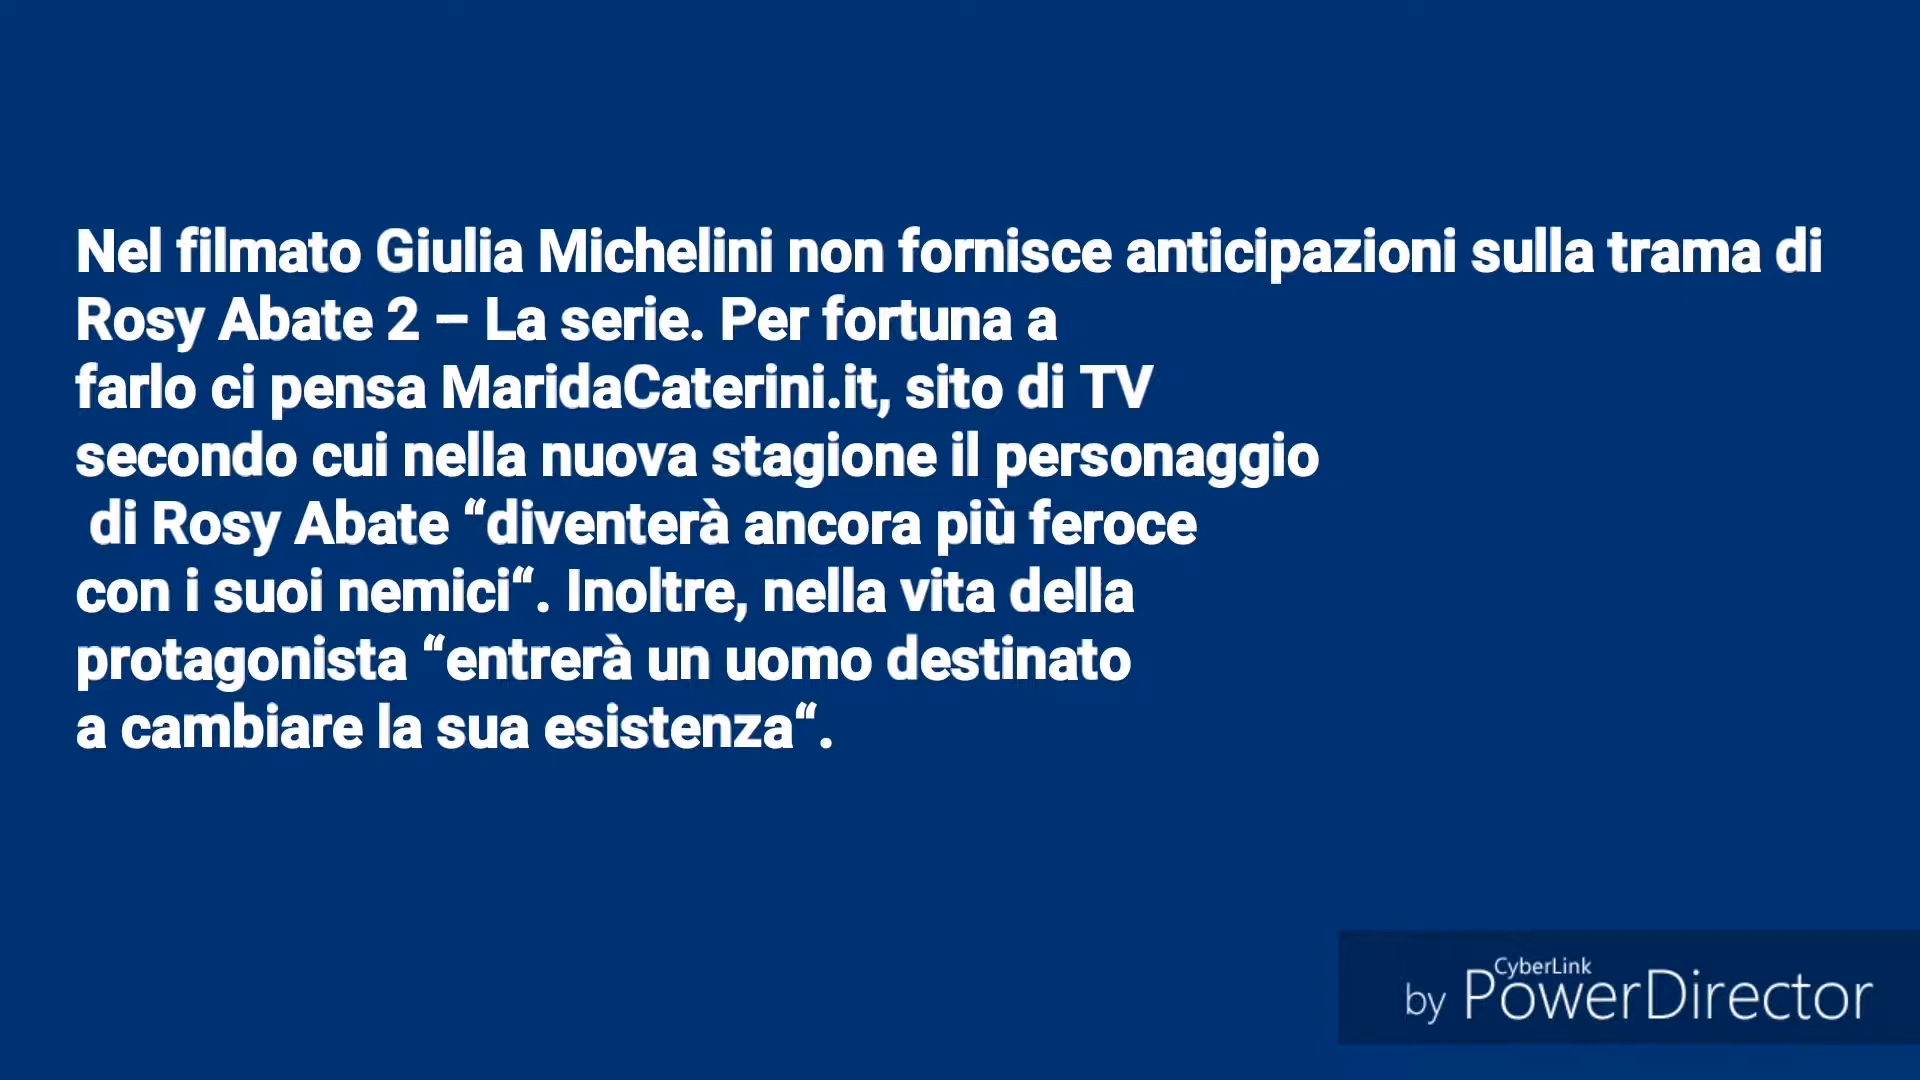 Nel filmato Giulia Michelini non fornisce anticipazioni sulla trama di
Rosy Abate 2 – La serie. Per fortuna a
farlo ci pensa MaridaCaterini.it, sito di TV
secondo cui nella nuova stagione il personaggio
di Rosy Abate “diventerà ancora più feroce
con i suoi nemici“. Inoltre, nella vita della
protagonista “entrerà un uomo destinato
a cambiare la sua esistenza“.
CyberLink
by PowerDirector